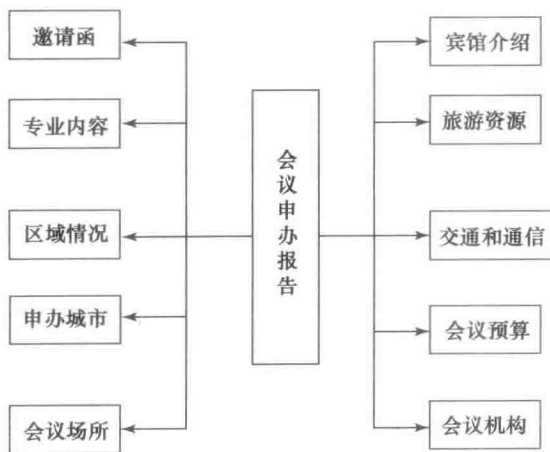 邀请函
专业内容
区域情况
申办城市
会议场所
会议申办报告
宾馆介绍
旅游资源
交通和通信
会议预算
会议机构